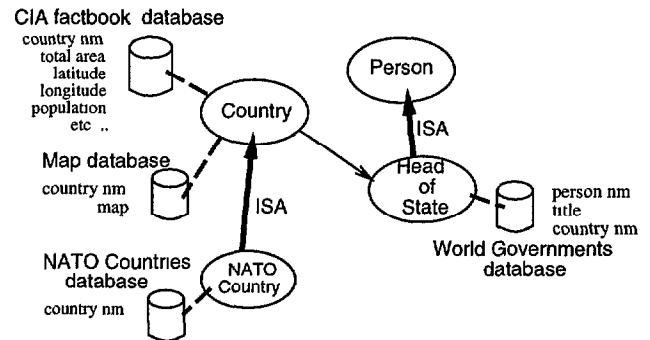 CIA factbook database
country nm
total area
latitude
longitude
population
etc ..
Country
Person
ISA
Map database
country nm
map
ISA
Head
of
State
person nm
title
country nm
World Governments
database
NATO Countries
database
country nm
NATO
Country